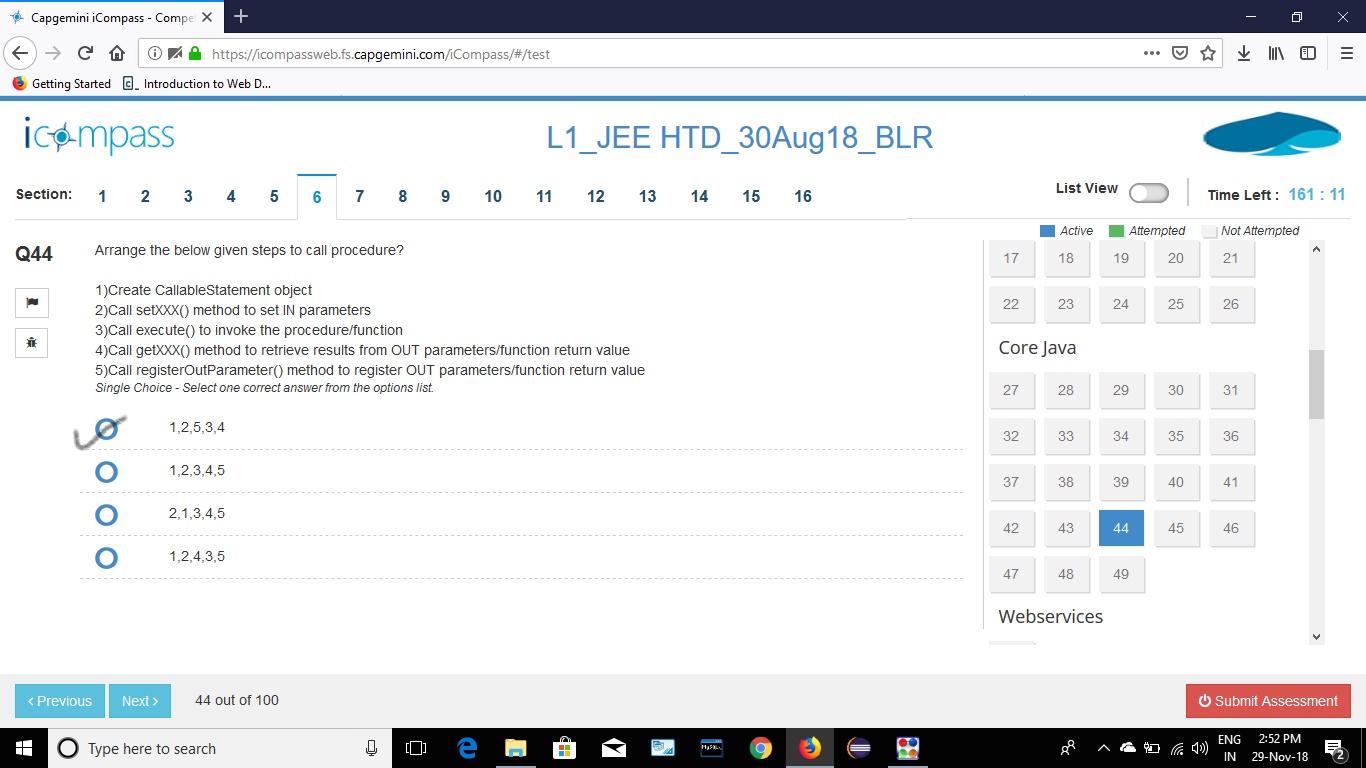 Capgemini iCompass - Compe
https://icompassweb.fs.capgemini.com/iCompass/#/test
Getting Started
Introduction to Web D...
icompass
L1_JEE HTD_30Aug18_BLR
Section: 1 2 3 4 5 6 7 8 9 10 11 12 13 14 15 16
List View
Time Left : 161 : 11
Active Attempted Not Attempted
Q44
Arrange the below given steps to call procedure?
1)Create CallableStatement object
2)Call setXXX() method to set IN parameters
3)Call execute() to invoke the procedure/function
4)Call getXXX() method to retrieve results from OUT parameters/function return value
5)Call registerOutParameter() method to register OUT parameters/function return value
Single Choice - Select one correct answer from the options list.
1,2,5,3,4
1,2,3,4,5
2,1,3,4,5
1,2,4,3,5
17 18 19 20 21
22 23 24 25 26
Core Java
27 28 29 30 31
32 33 34 35 36
37 38 39 40 41
42 43 44 45 46
47 48 49
Webservices
< Previous
Next >
44 out of 100
Submit Assessment
Type here to search
MySQL
ENG
IN
2:52 PM
29-Nov-18
2